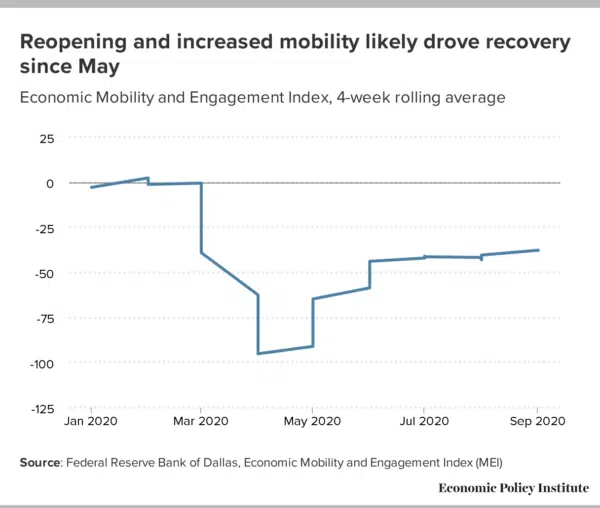 Reopening and increased mobility likely drove recovery
since May
Economic Mobility and Engagement Index, 4-week rolling average
25
0
-25
-50
-75
-100
-125
Jan 2020 Mar 2020 May 2020 Jul 2020 Sep 2020
Source: Federal Reserve Bank of Dallas, Economic Mobility and Engagement Index (MEI)
Economic Policy Institute